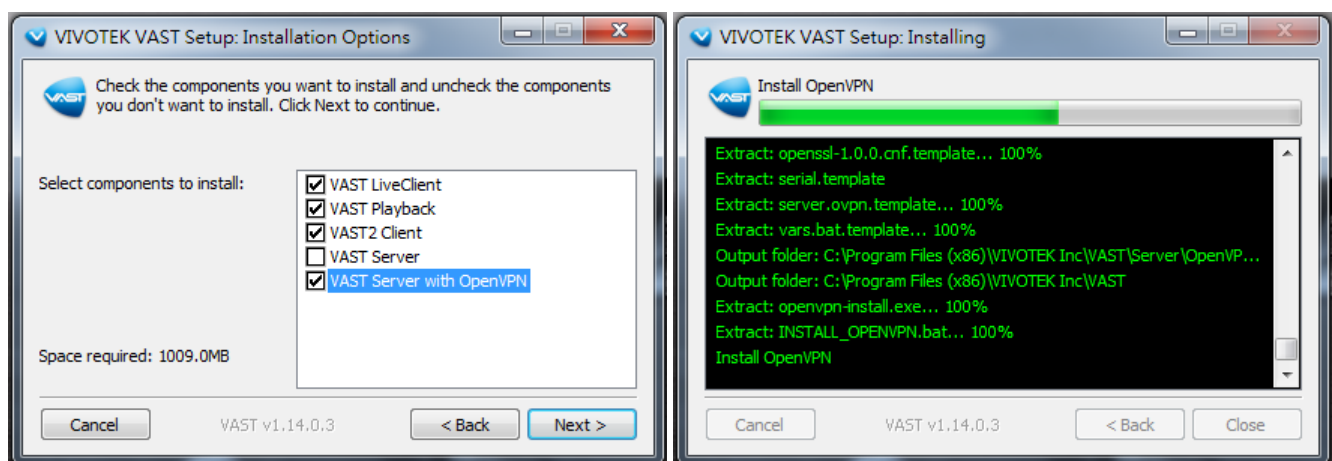 VIVOTEK VAST Setup: Installation Options
VAST
Check the components you want to install and uncheck the components
you don't want to install. Click Next to continue.
Select components to install:
VAST LiveClient
VAST Playback
VAST2 Client
VAST Server
VAST Server with OpenVPN
Space required: 1009.0MB
Cancel
VAST v1.14.0.3
< Back
Next >
VIVOTEK VAST Setup: Installing
VAST
Install OpenVPN
Extract: openssl-1.0.0.cnf.template... 100%
Extract: serial.template
Extract: server.ovpn.template... 100%
Extract: vars.bat.template... 100%
Output folder: C:\Program Files (x86)\VIVOTEK Inc\VAST\Server\OpenVP...
Output folder: C:\Program Files (x86)\VIVOTEK Inc\VAST
Extract: openvpn-install.exe... 100%
Extract: INSTALL_OPENVPN.bat... 100%
Install OpenVPN
Cancel
VAST v1.14.0.3
< Back
Close